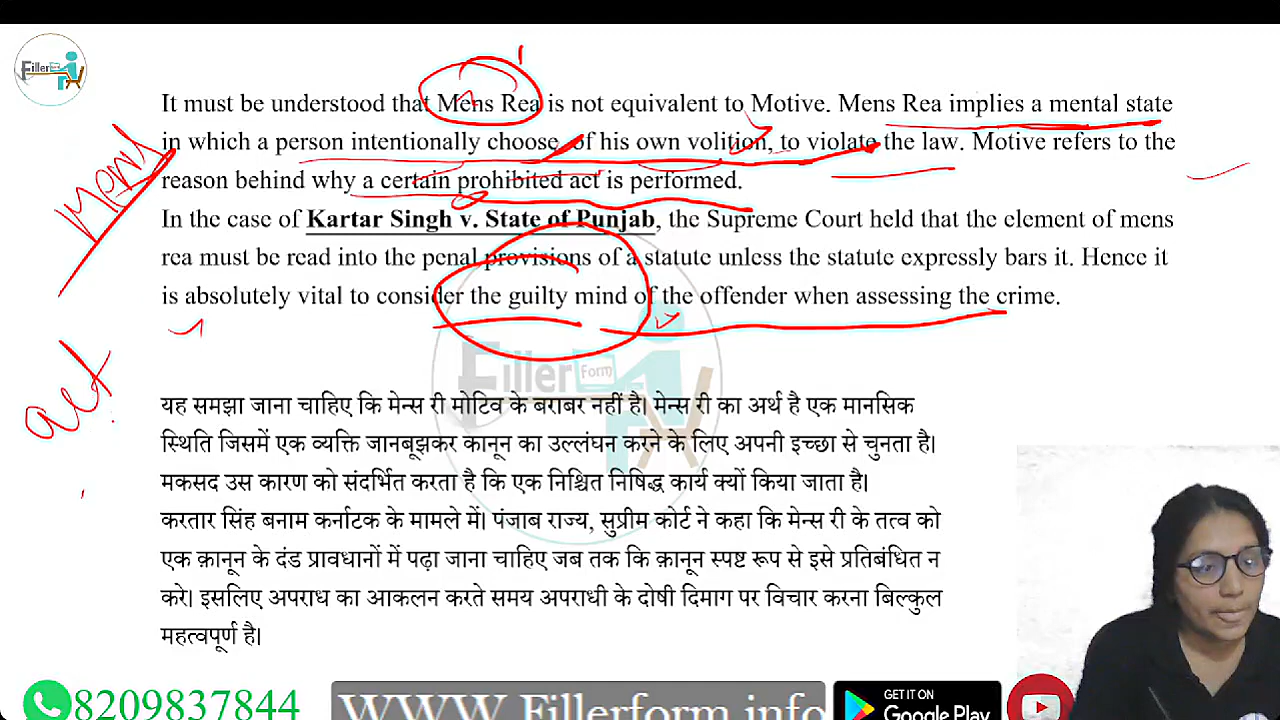 Filler
It must be understood that Mens Rea is not equivalent to Motive. Mens Rea implies a mental state
in which a person intentionally choose, of his own volition, to violate the law. Motive refers to the
reason behind why a certain prohibited act is performed.
In the case of Kartar Singh v. State of Punjab, the Supreme Court held that the element of mens
rea must be read into the penal provisions of a statute unless the statute expressly bars it. Hence it
is absolutely vital to consider the guilty mind of the offender when assessing the crime.
Mens
act
Filler Form
यह समझा जाना चाहिए कि मेन्स री मोटिव के बराबर नहीं है। मेन्स री का अर्थ है एक मानसिक
स्थिति जिसमें एक व्यक्ति जानबूझकर कानून का उल्लंघन करने के लिए अपनी इच्छा से चुनता है।
मकसद उस कारण को संदर्भित करता है कि एक निश्चित निषिद्ध कार्य क्यों किया जाता है।
करतार सिंह बनाम कर्नाटक के मामले में। पंजाब राज्य, सुप्रीम कोर्ट ने कहा कि मेन्स री के तत्व को
एक क़ानून के दंड प्रावधानों में पढ़ा जाना चाहिए जब तक कि क़ानून स्पष्ट रूप से इसे प्रतिबंधित न
करे। इसलिए अपराध का आकलन करते समय अपराधी के दोषी दिमाग पर विचार करना बिल्कुल
महत्वपूर्ण है।
8209837844
WWW.Fillerform.info
GET IT ON
Google Play